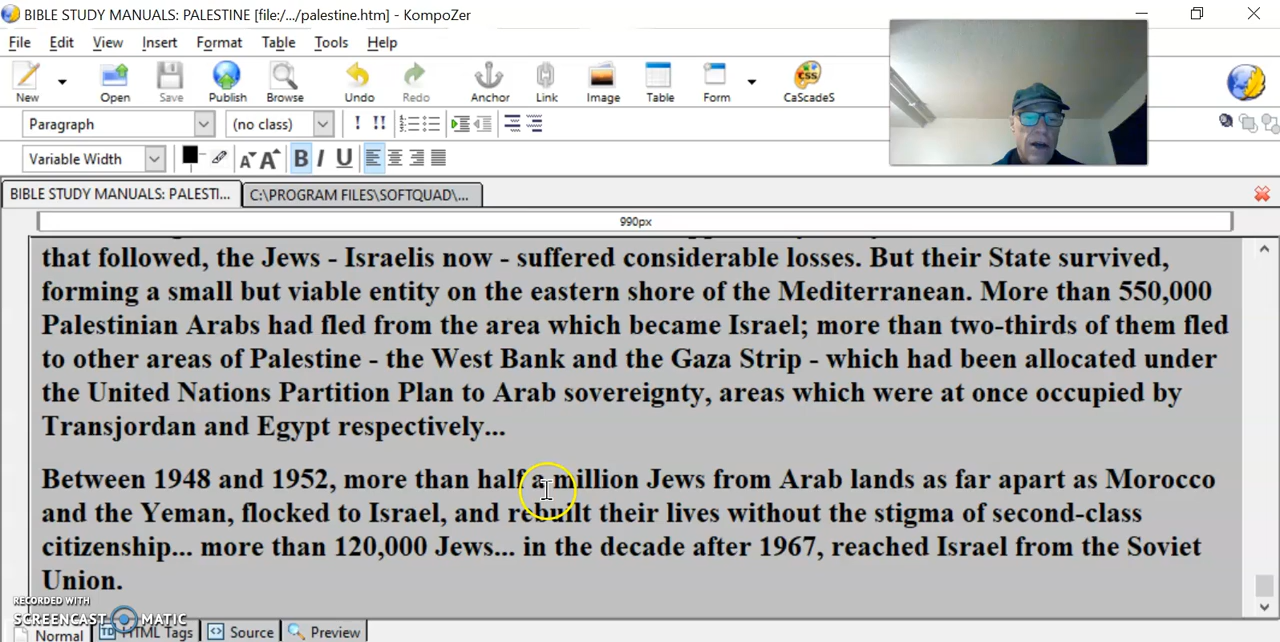 BIBLE STUDY MANUALS: PALESTINE [file:/.../palestine.htm] - KompoZer
File Edit View Insert Format Table Tools Help
New Open Save Publish Browse Undo Redo Anchor Link Image Table Form CaScadeS
Paragraph (no class) ! !!
Variable Width A A B I U
BIBLE STUDY MANUALS: PALESTI... C:\PROGRAM FILES\SOFTQUAD\...
990px
that followed, the Jews - Israelis now - suffered considerable losses. But their State survived,
forming a small but viable entity on the eastern shore of the Mediterranean. More than 550,000
Palestinian Arabs had fled from the area which became Israel; more than two-thirds of them fled
to other areas of Palestine - the West Bank and the Gaza Strip - which had been allocated under
the United Nations Partition Plan to Arab sovereignty, areas which were at once occupied by
Transjordan and Egypt respectively...
Between 1948 and 1952, more than half a million Jews from Arab lands as far apart as Morocco
and the Yeman, flocked to Israel, and rebuilt their lives without the stigma of second-class
citizenship... more than 120,000 Jews... in the decade after 1967, reached Israel from the Soviet
Union.
RECORDED WITH
SCREENCAST MATIC
Normal HTML Tags Source Preview